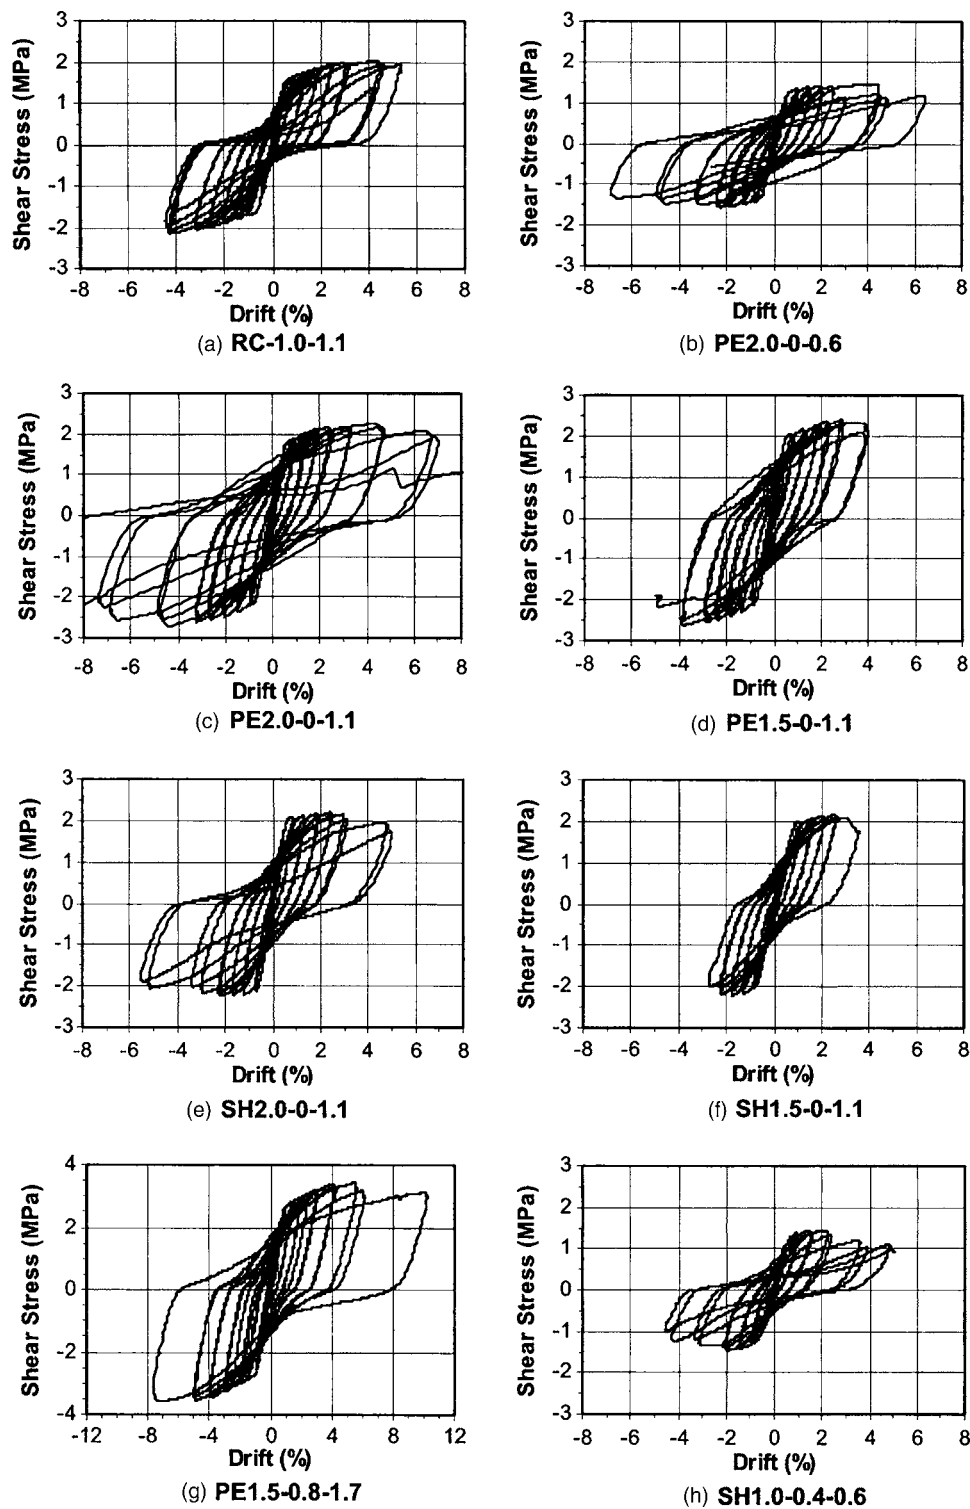 3
2
1
0
-1
-2
-3
Shear Stress (MPa)
-8 -6 -4 -2 0 2 4 6 8
Drift (%)
(a) RC-1.0-1.1
3
2
1
0
-1
-2
-3
Shear Stress (MPa)
-8 -6 -4 -2 0 2 4 6 8
Drift (%)
(b) PE2.0-0-0.6
3
2
1
0
-1
-2
-3
Shear Stress (MPa)
-8 -6 -4 -2 0 2 4 6 8
Drift (%)
(c) PE2.0-0-1.1
3
2
1
0
-1
-2
-3
Shear Stress (MPa)
-8 -6 -4 -2 0 2 4 6 8
Drift (%)
(d) PE1.5-0-1.1
3
2
1
0
-1
-2
-3
Shear Stress (MPa)
-8 -6 -4 -2 0 2 4 6 8
Drift (%)
(e) SH2.0-0-1.1
3
2
1
0
-1
-2
-3
Shear Stress (MPa)
-8 -6 -4 -2 0 2 4 6 8
Drift (%)
(f) SH1.5-0-1.1
4
2
0
-2
-4
Shear Stress (MPa)
-12 -8 -4 0 4 8 12
Drift (%)
(g) PE1.5-0.8-1.7
3
2
1
0
-1
-2
-3
Shear Stress (MPa)
-8 -6 -4 -2 0 2 4 6 8
Drift (%)
(h) SH1.0-0.4-0.6